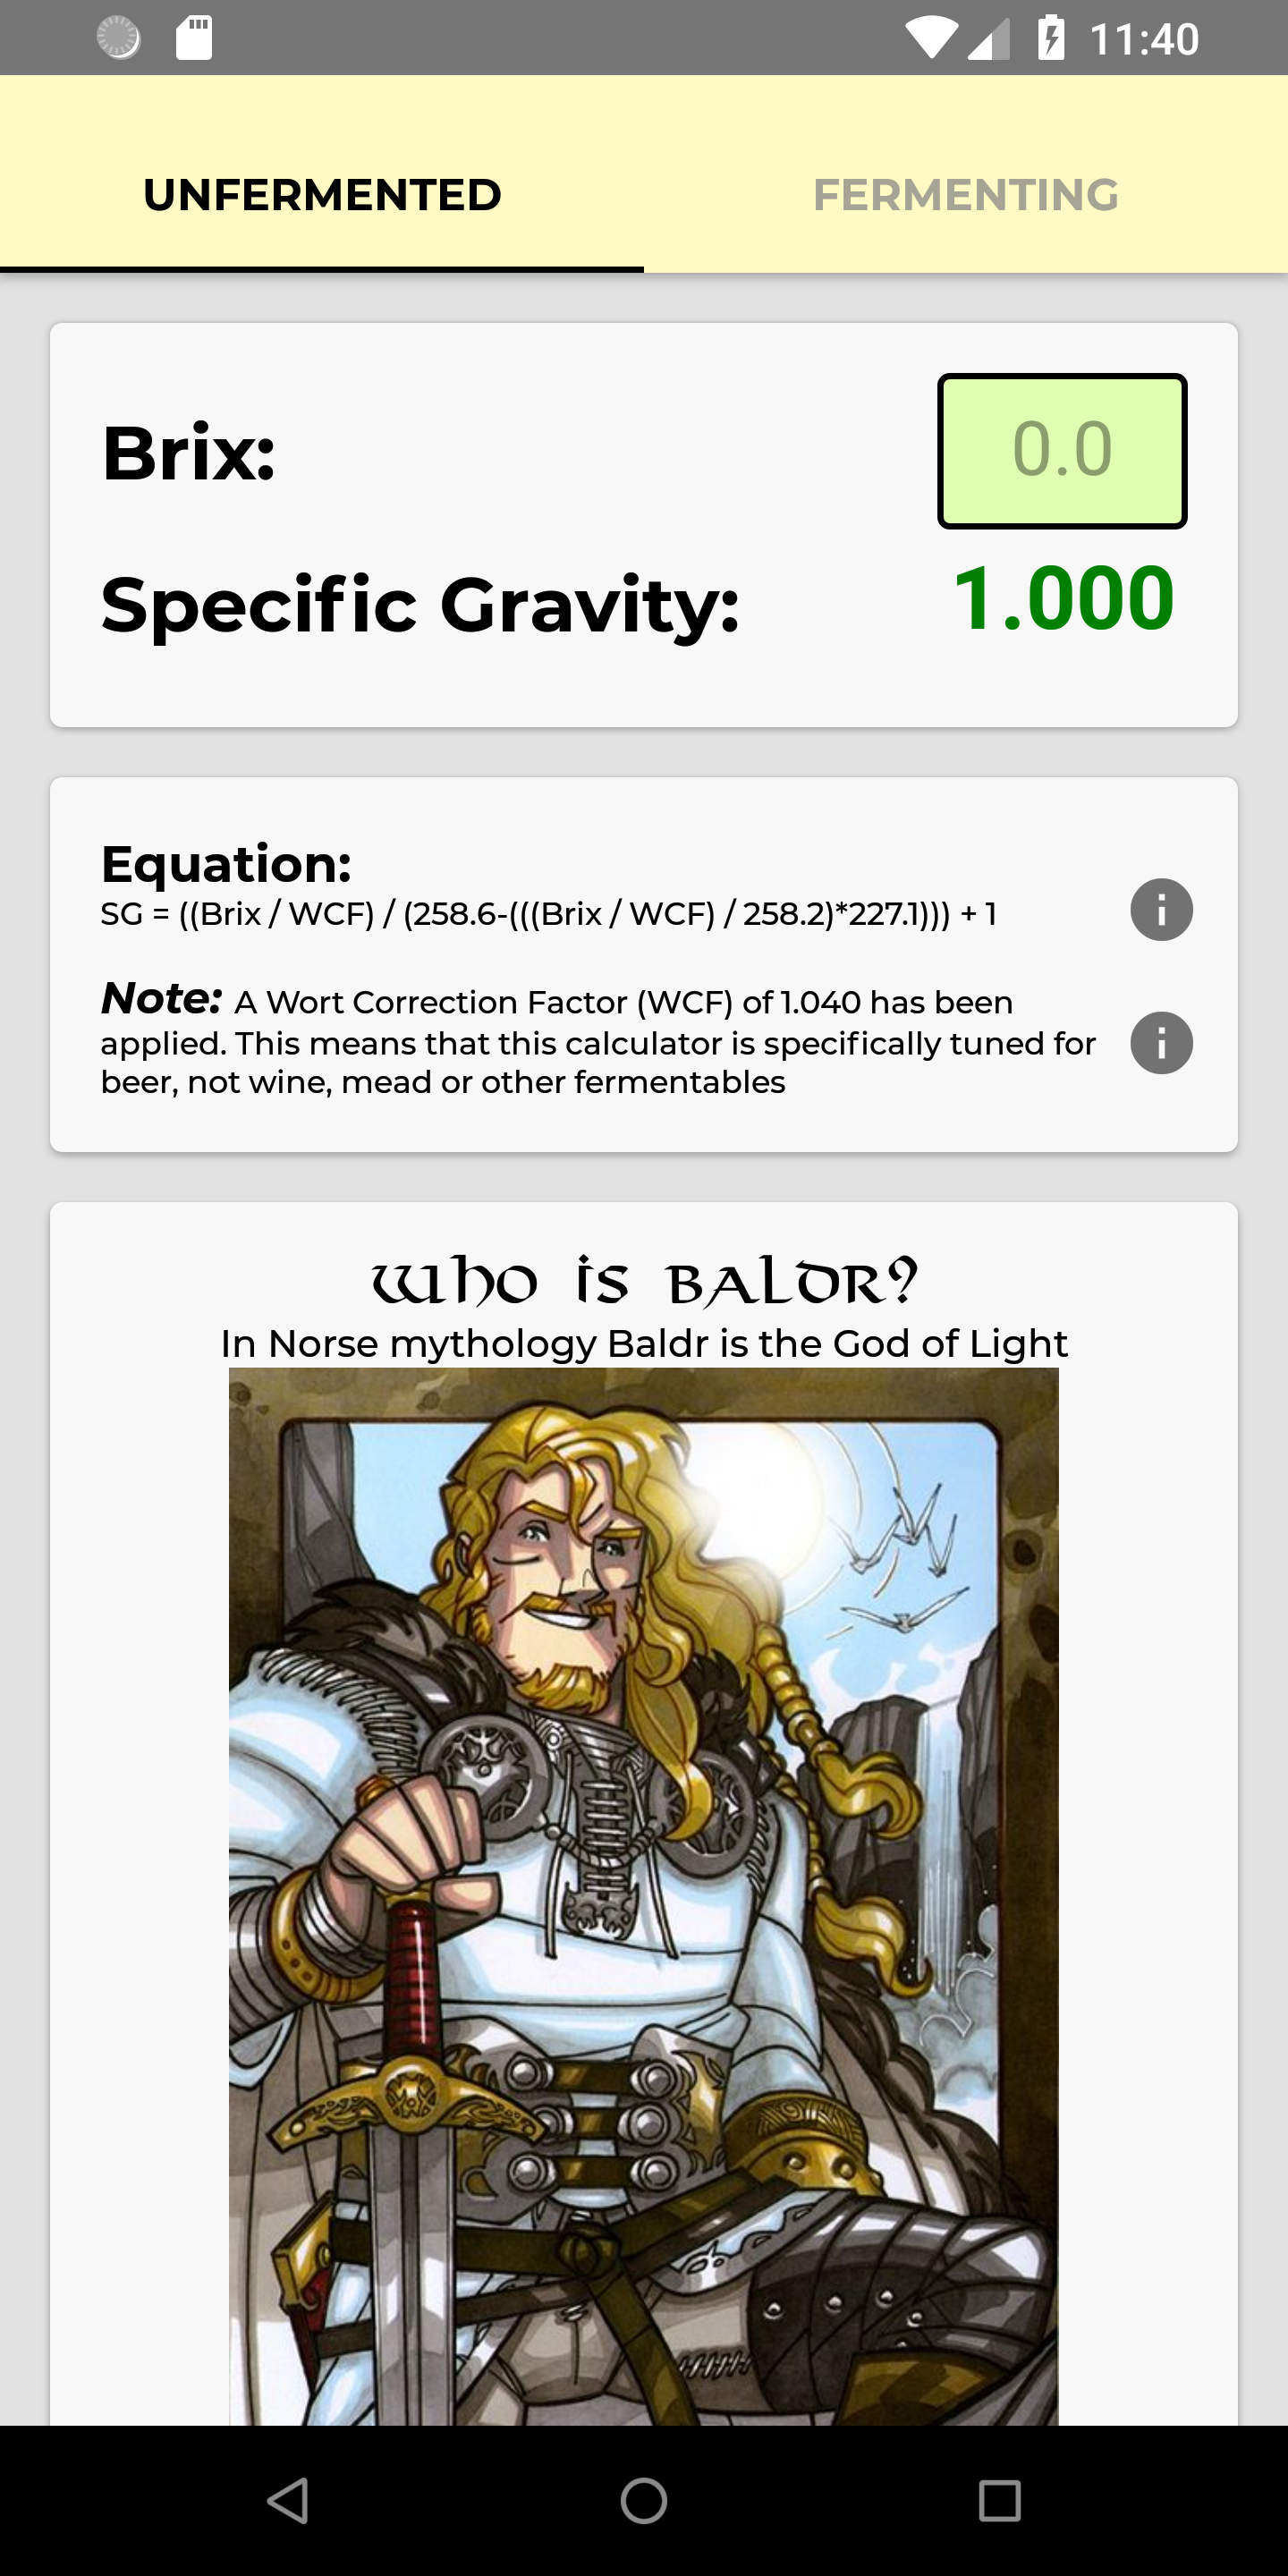 11:40
UNFERMENTED
FERMENTING
Brix:
0.0
Specific Gravity:
1.000
Equation:
SG = ((Brix / WCF) / (258.6-(((Brix / WCF) / 258.2)*227.1))) + 1
Note: A Wort Correction Factor (WCF) of 1.040 has been
applied. This means that this calculator is specifically tuned for
beer, not wine, mead or other fermentables
Who is Baldr?
In Norse mythology Baldr is the God of Light